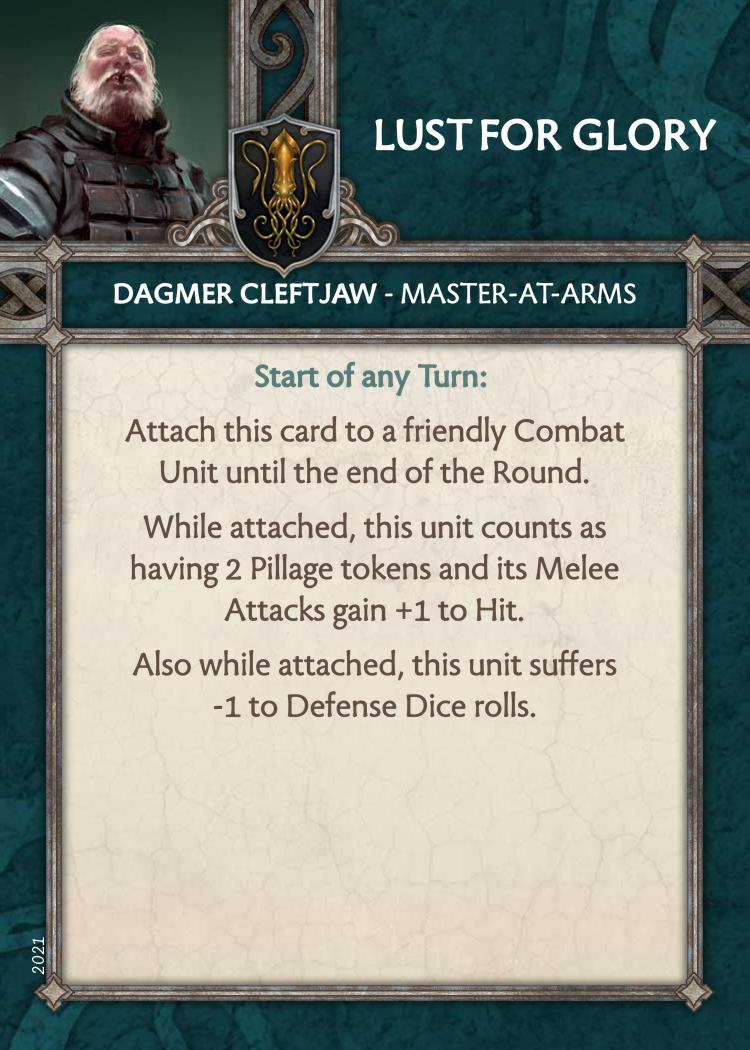 LUST FOR GLORY
DAGMER CLEFTJAW - MASTER-AT-ARMS
Start of any Turn:
Attach this card to a friendly Combat
Unit until the end of the Round.
While attached, this unit counts as
having 2 Pillage tokens and its Melee
Attacks gain +1 to Hit.
Also while attached, this unit suffers
-1 to Defense Dice rolls.
2021